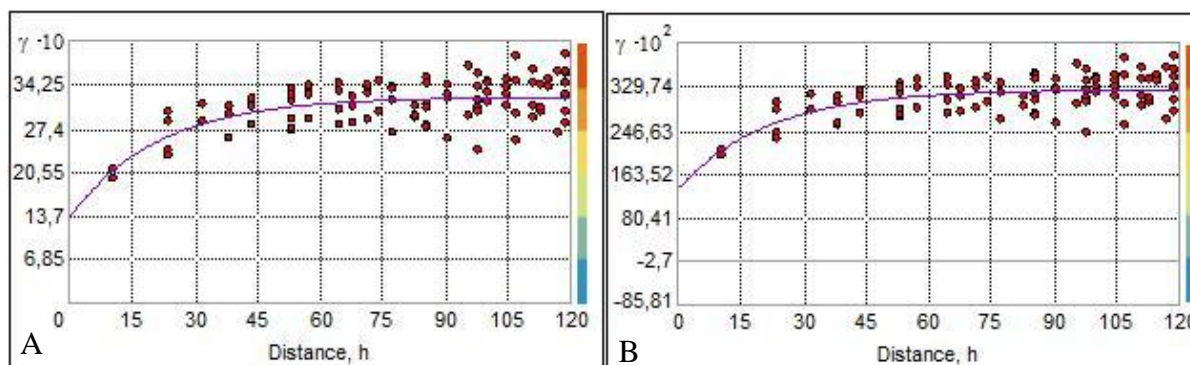 γ ·10
34,25
27,4
20,55
13,7
6,85
0 15 30 45 60 75 90 105 120
Distance, h
A
γ ·10²
329,74
246,63
163,52
80,41
-2,7
-85,81
0 15 30 45 60 75 90 105 120
Distance, h
B